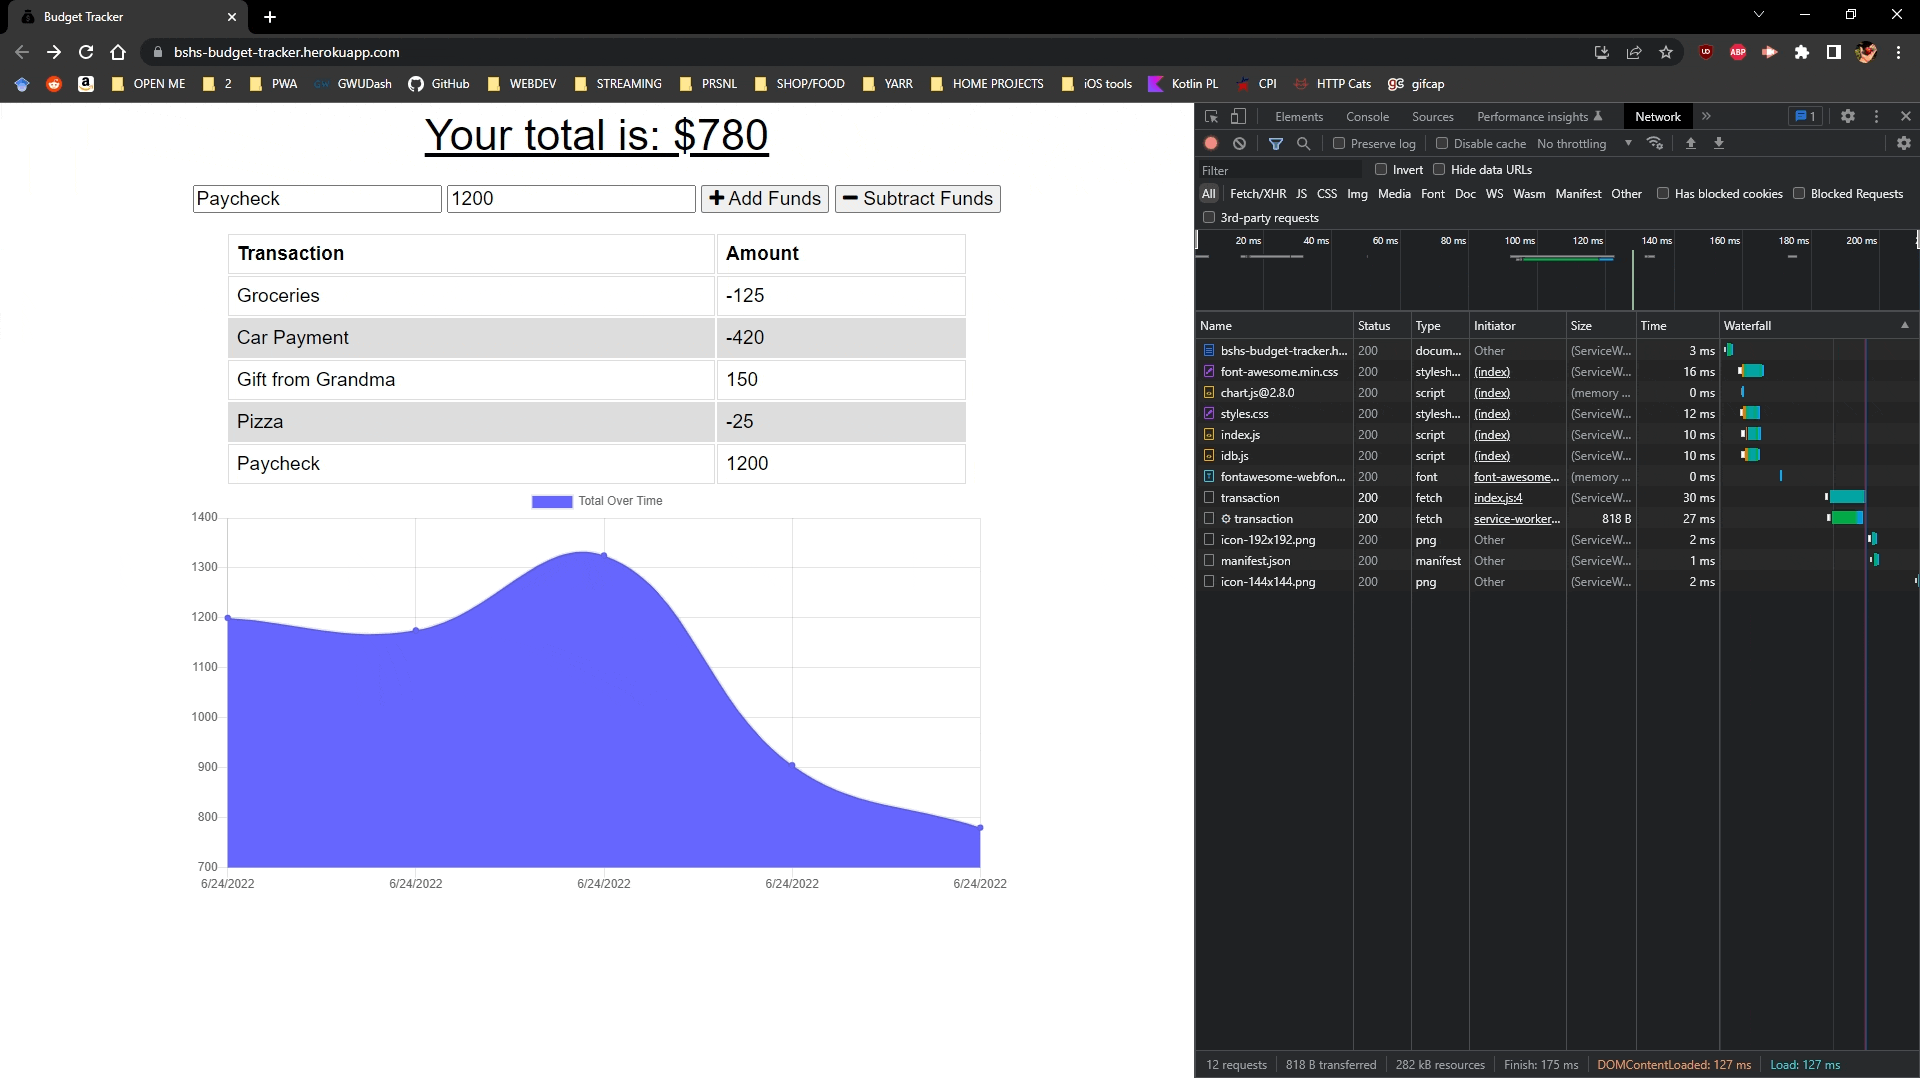 Budget Tracker
bshs-budget-tracker.herokuapp.com
OPEN ME 2 PWA GWUDash GitHub WEBDEV STREAMING PRSNL SHOP/FOOD YARR HOME PROJECTS iOS tools Kotlin PL CPI HTTP Cats gifcap
Your total is: $780
Paycheck 1200 Add Funds Subtract Funds
Transaction Amount
Groceries -125
Car Payment -420
Gift from Grandma 150
Pizza -25
Paycheck 1200
Total Over Time
1400
1300
1200
1100
1000
900
800
700
6/24/2022 6/24/2022 6/24/2022 6/24/2022 6/24/2022
Elements Console Sources Performance insights Network 1
Preserve log Disable cache No throttling
Filter Invert Hide data URLs
All Fetch/XHR JS CSS Img Media Font Doc WS Wasm Manifest Other Has blocked cookies Blocked Requests
3rd-party requests
20 ms 40 ms 60 ms 80 ms 100 ms 120 ms 140 ms 160 ms 180 ms 200 ms
Name Status Type Initiator Size Time Waterfall
bshs-budget-tracker.h... 200 docum... Other (ServiceW... 3 ms
font-awesome.min.css 200 stylesh... (index) (ServiceW... 16 ms
chart.js@2.8.0 200 script (index) (memory ... 0 ms
styles.css 200 stylesh... (index) (ServiceW... 12 ms
index.js 200 script (index) (ServiceW... 10 ms
idb.js 200 script (index) (ServiceW... 10 ms
fontawesome-webfon... 200 font font-awesome... (memory ... 0 ms
transaction 200 fetch index.js:4 (ServiceW... 30 ms
transaction 200 fetch service-worker... 818 B 27 ms
icon-192x192.png 200 png Other (ServiceW... 2 ms
manifest.json 200 manifest Other (ServiceW... 1 ms
icon-144x144.png 200 png Other (ServiceW... 2 ms
12 requests 818 B transferred 282 kB resources Finish: 175 ms DOMContentLoaded: 127 ms Load: 127 ms